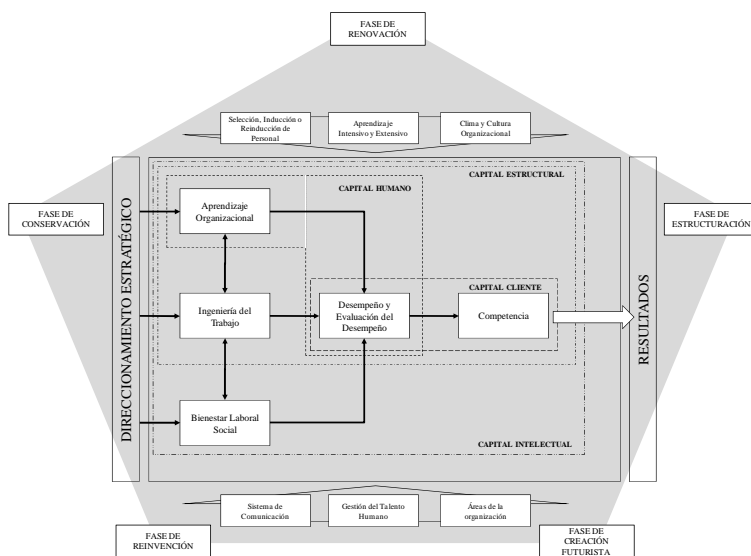 FASE DE
RENOVACIÓN
Selección, Inducción o
Reinducción de
Personal
Aprendizaje
Intensivo y Extensivo
Clima y Cultura
Organizacional
CAPITAL ESTRUCTURAL
CAPITAL HUMANO
Aprendizaje
Organizacional
FASE DE
CONSERVACIÓN
FASE DE
ESTRUCTURACIÓN
DIRECCIONAMIENTO ESTRATÉGICO
CAPITAL CLIENTE
Ingeniería del
Trabajo
Desempeño y
Evaluación del
Desempeño
Competencia
RESULTADOS
Bienestar Laboral
Social
CAPITAL INTELECTUAL
Sistema de
Comunicación
Gestión del Talento
Humano
Áreas de la
organización
FASE DE
REINVENCIÓN
FASE DE
CREACIÓN
FUTURISTA